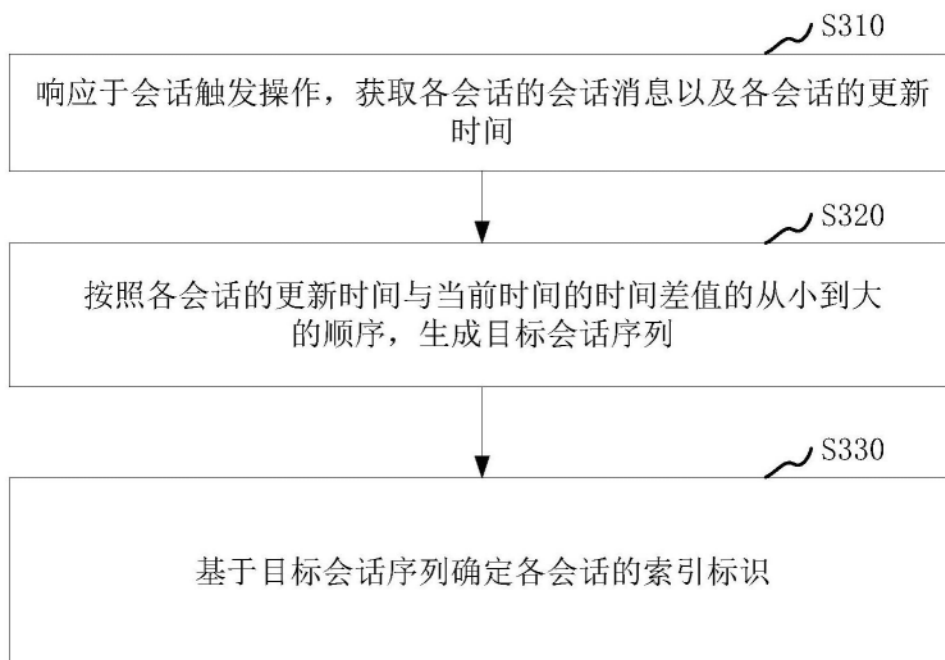 S310
响应于会话触发操作，获取各会话的会话消息以及各会话的更新
时间
S320
按照各会话的更新时间与当前时间的时间差值的从小到大
的顺序，生成目标会话序列
S330
基于目标会话序列确定各会话的索引标识